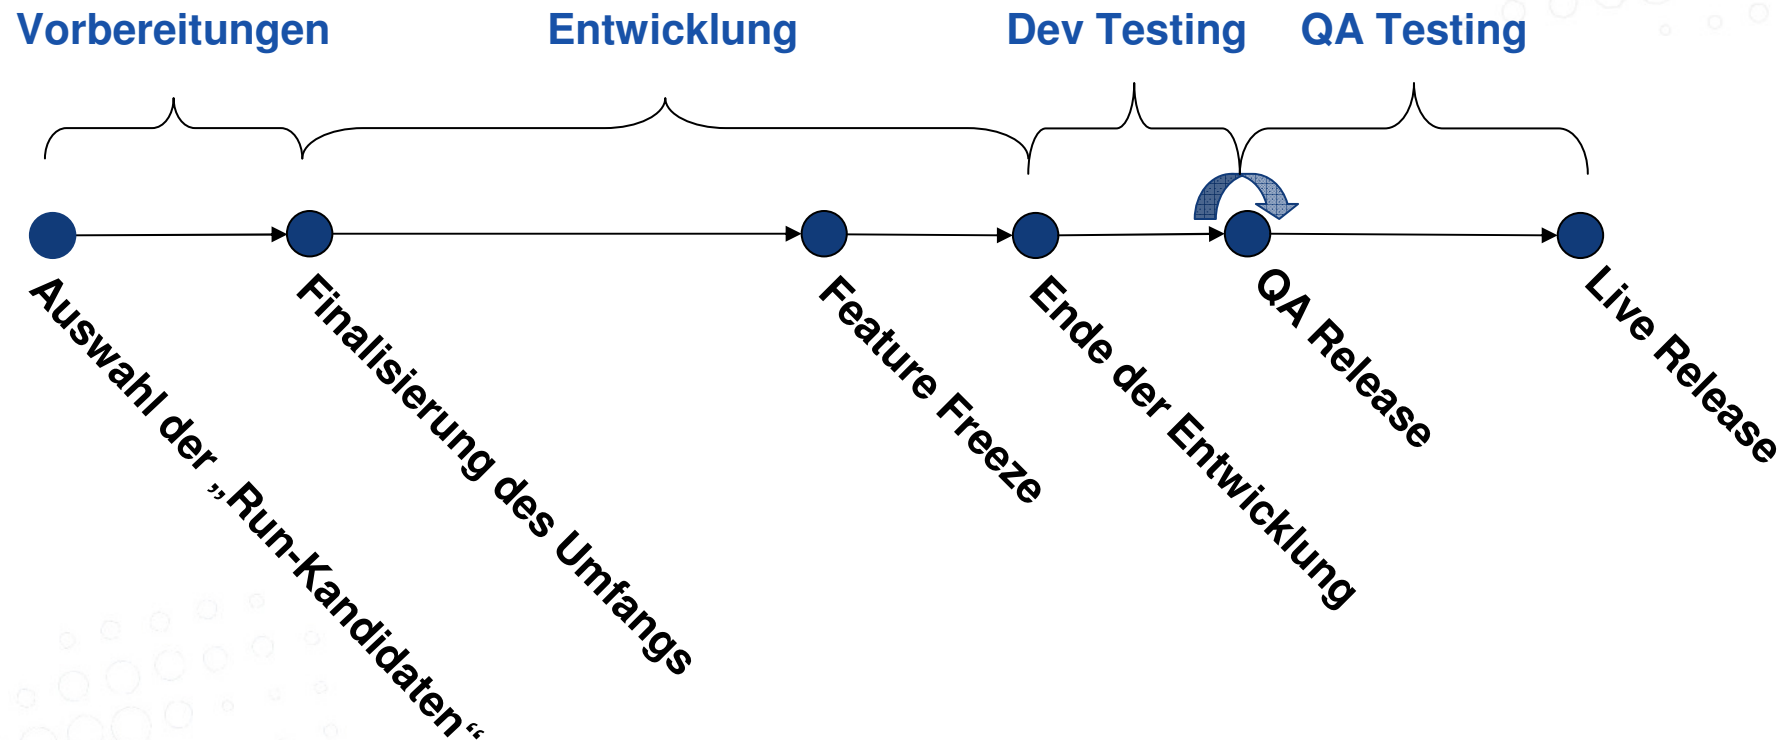 Vorbereitungen
Entwicklung
Dev Testing
QA Testing
Auswahl der „Run-Kandidaten“
Finalisierung des Umfangs
Feature Freeze
Ende der Entwicklung
QA Release
Live Release